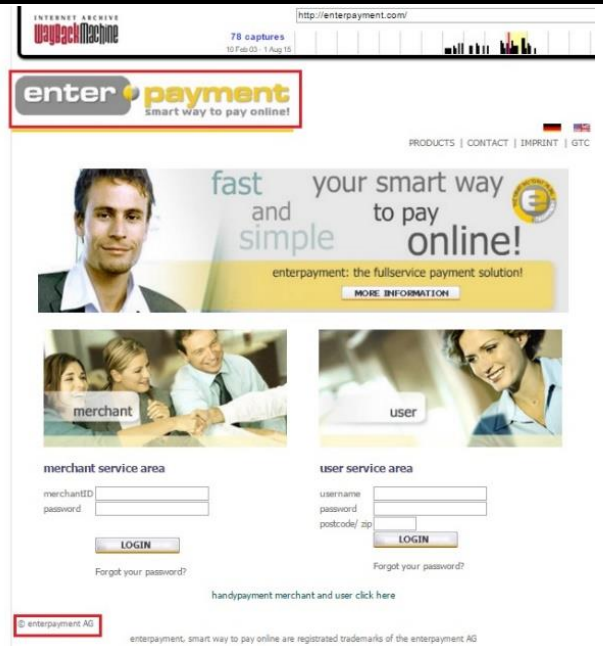 INTERNET ARCHIVE
WayBackMachine
http://enterpayment.com/
78 captures
10 Feb 03 - 1 Aug 15
enter payment
smart way to pay online!
PRODUCTS | CONTACT | IMPRINT | GTC
fast and simple
your smart way to pay online!
enterpayment: the fullservice payment solution!
MORE INFORMATION
merchant
user
merchant service area
merchantID
password
LOGIN
Forgot your password?
user service area
username
password
postcode/ zip
LOGIN
Forgot your password?
handypayment merchant and user click here
© enterpayment AG
enterpayment, smart way to pay online are registrated trademarks of the enterpayment AG